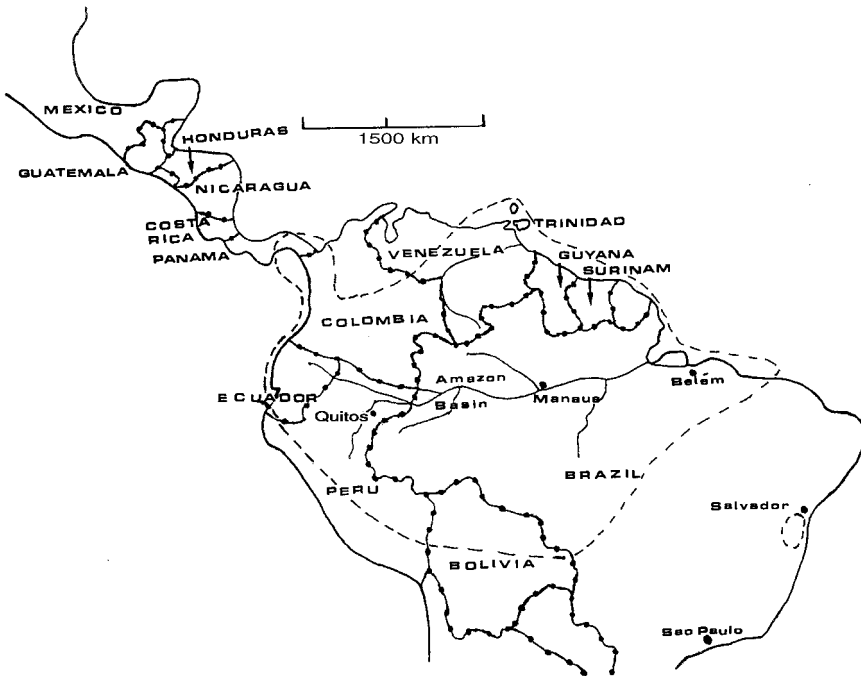 MEXICO
HONDURAS
1500 km
GUATEMALA
NICARAGUA
COSTA
RICA
PANAMA
TRINIDAD
VENEZUELA
GUYANA
SURINAM
COLOMBIA
ECUADOR
Amazon
Basin
Manaus
Belém
Quitos
PERU
BRAZIL
Salvador
BOLIVIA
Sao Paulo